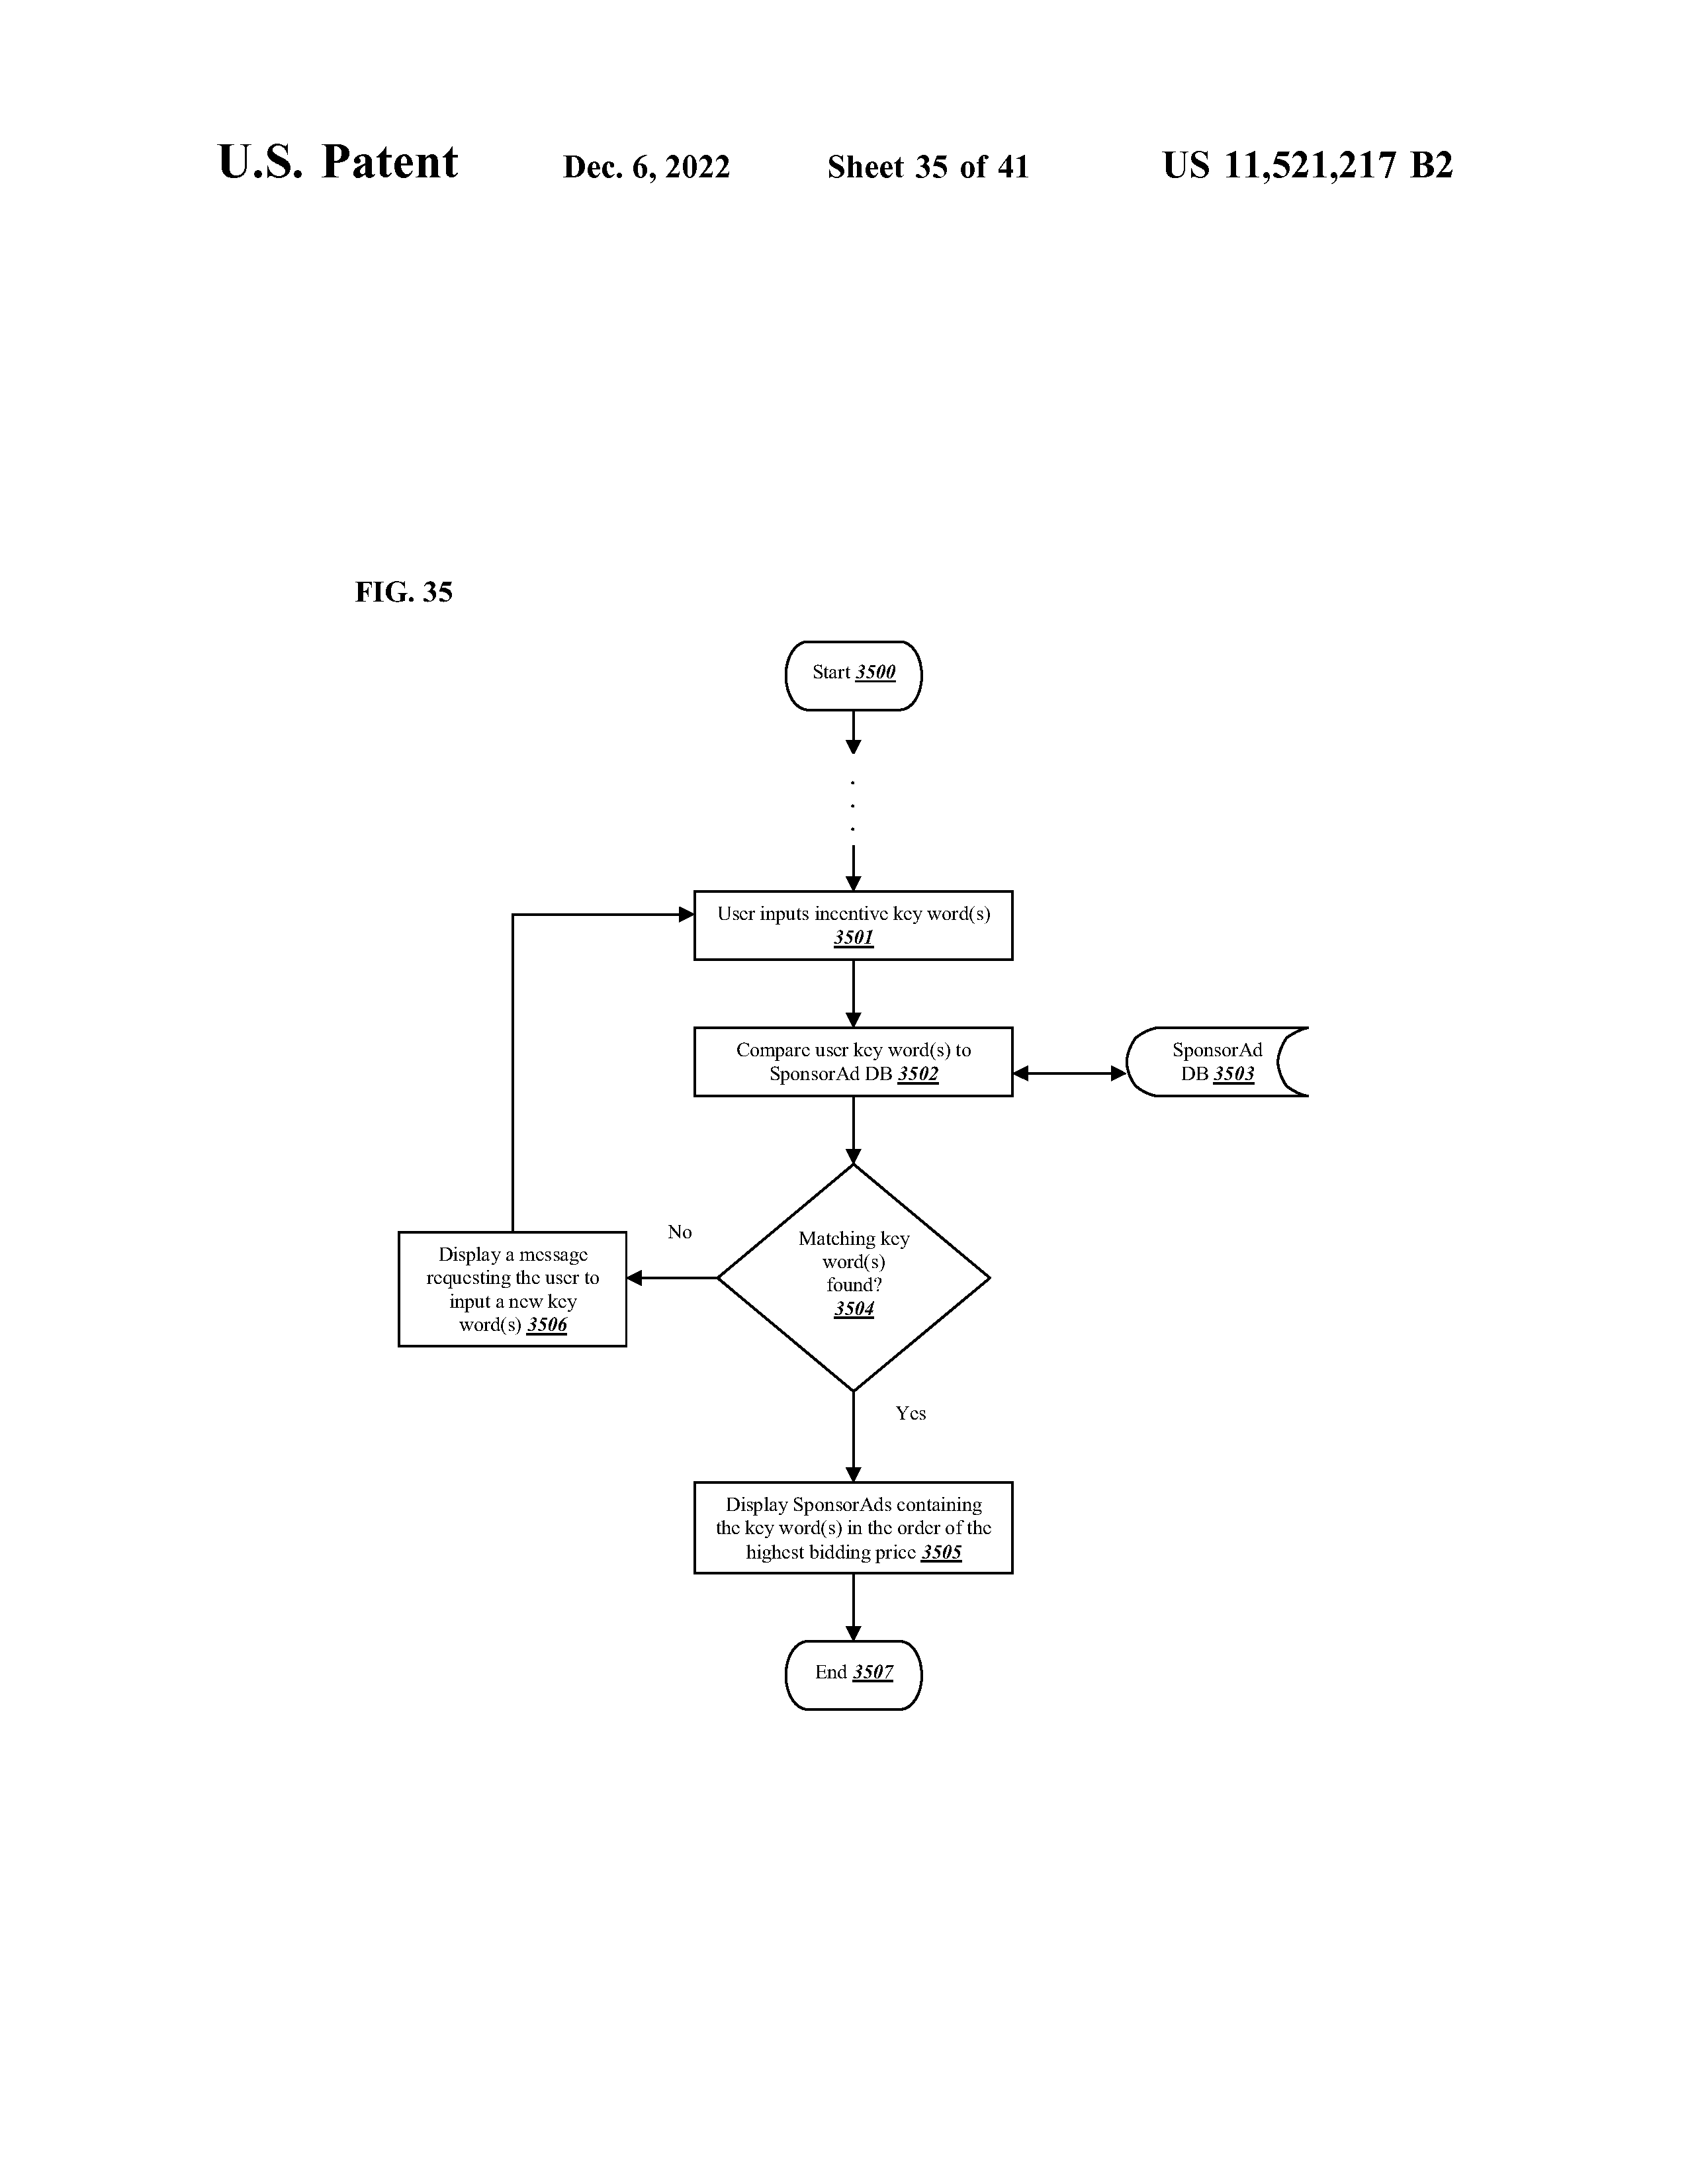 U.S. Patent Dec. 6, 2022 Sheet 35 of 41 US 11,521,217 B2
FIG. 35
Start 3500
.
.
.
User inputs incentive key word(s)
3501
Compare user key word(s) to
SponsorAd DB 3502
SponsorAd
DB 3503
Matching key
word(s)
found?
3504
No
Display a message
requesting the user to
input a new key
word(s) 3506
Yes
Display SponsorAds containing
the key word(s) in the order of the
highest bidding price 3505
End 3507